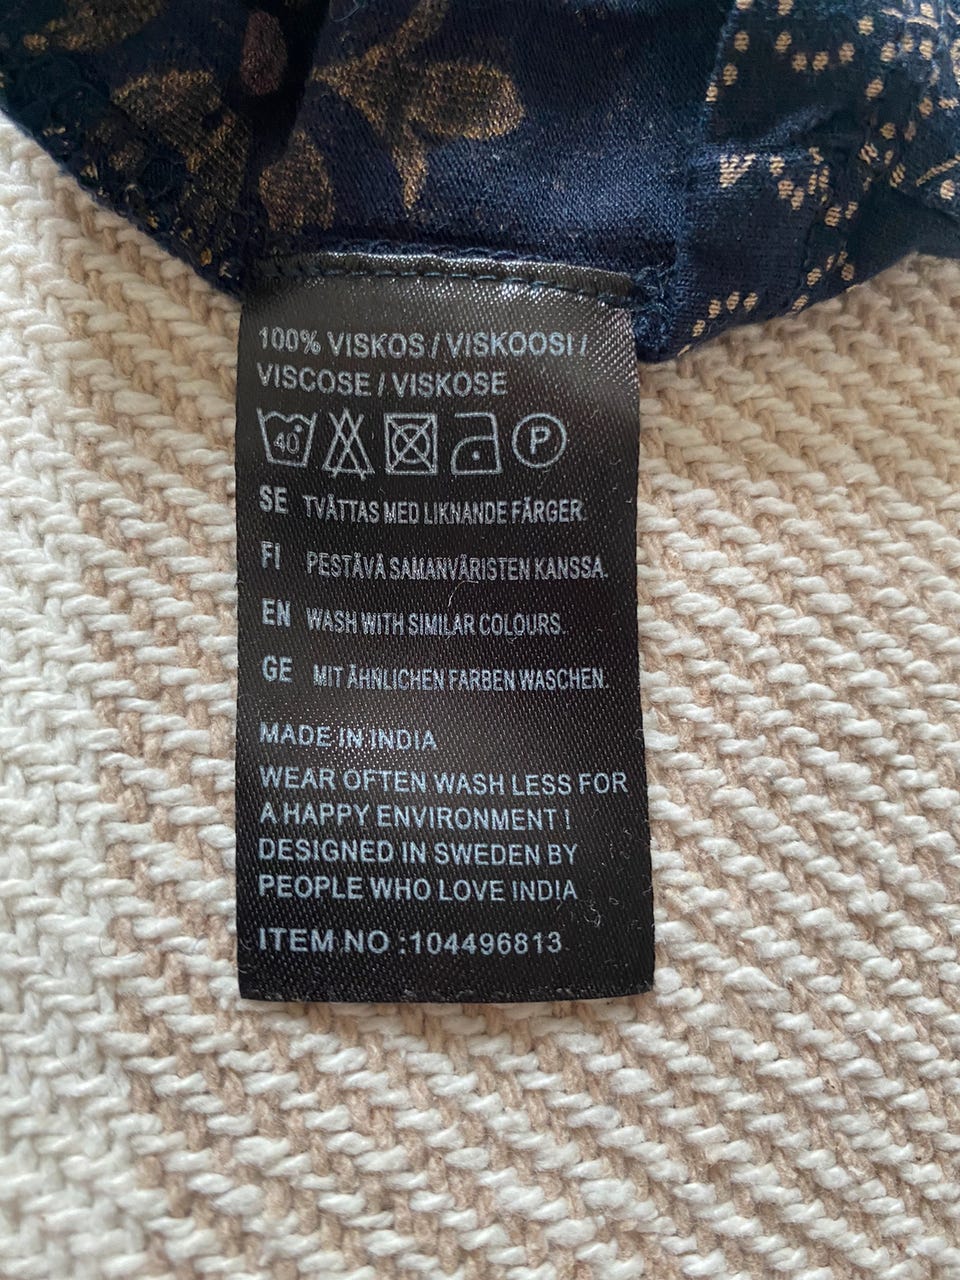 100% VISKOS / VISKOOSI /
VISCOSE / VISKOSE
40 P
SE TVÄTTAS MED LIKNANDE FÄRGER.
FI PESTÄVÄ SAMANVÄRISTEN KANSSA.
EN WASH WITH SIMILAR COLOURS.
GE MIT ÄHNLICHEN FARBEN WASCHEN.
MADE IN INDIA
WEAR OFTEN WASH LESS FOR
A HAPPY ENVIRONMENT !
DESIGNED IN SWEDEN BY
PEOPLE WHO LOVE INDIA
ITEM NO :104496813